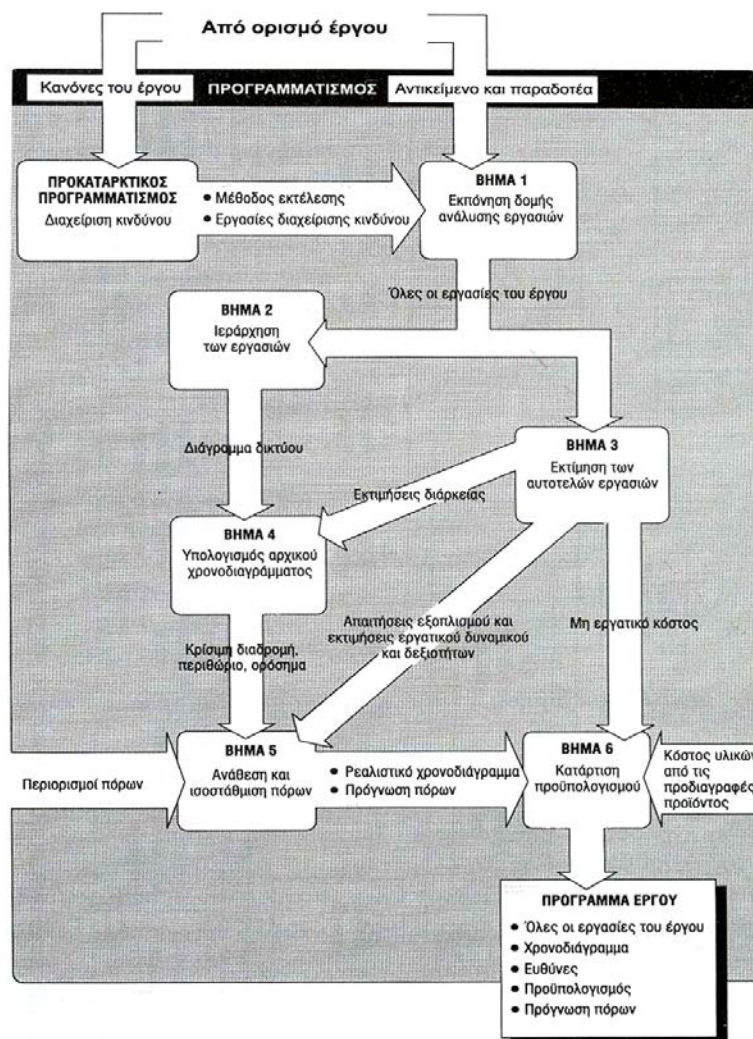 Από ορισμό έργου
Κανόνες του έργου
ΠΡΟΓΡΑΜΜΑΤΙΣΜΟΣ
Αντικείμενο και παραδοτέα
ΠΡΟΚΑΤΑΡΚΤΙΚΟΣ
ΠΡΟΓΡΑΜΜΑΤΙΣΜΟΣ
Διαχείριση κινδύνου
• Μέθοδος εκτέλεσης
• Εργασίες διαχείρισης κινδύνου
ΒΗΜΑ 1
Εκπόνηση δομής
ανάλυσης εργασιών
Όλες οι εργασίες του έργου
ΒΗΜΑ 2
Ιεράρχηση
των εργασιών
Διάγραμμα δικτύου
ΒΗΜΑ 3
Εκτίμηση των
αυτοτελών εργασιών
Εκτιμήσεις διάρκειας
ΒΗΜΑ 4
Υπολογισμός αρχικού
χρονοδιαγράμματος
Απαιτήσεις εξοπλισμού και
εκτιμήσεις εργατικού δυναμικού
και δεξιοτήτων
Μη εργατικό κόστος
Κρίσιμη διαδρομή,
περιθώριο, ορόσημα
Περιορισμοί πόρων
ΒΗΜΑ 5
Ανάθεση και
ισοστάθμιση πόρων
• Ρεαλιστικό χρονοδιάγραμμα
• Πρόγνωση πόρων
ΒΗΜΑ 6
Κατάρτιση
προϋπολογισμού
Κόστος υλικών
από τις
προδιαγραφές
προϊόντος
ΠΡΟΓΡΑΜΜΑ ΕΡΓΟΥ
• Όλες οι εργασίες του έργου
• Χρονοδιάγραμμα
• Ευθύνες
• Προϋπολογισμός
• Πρόγνωση πόρων